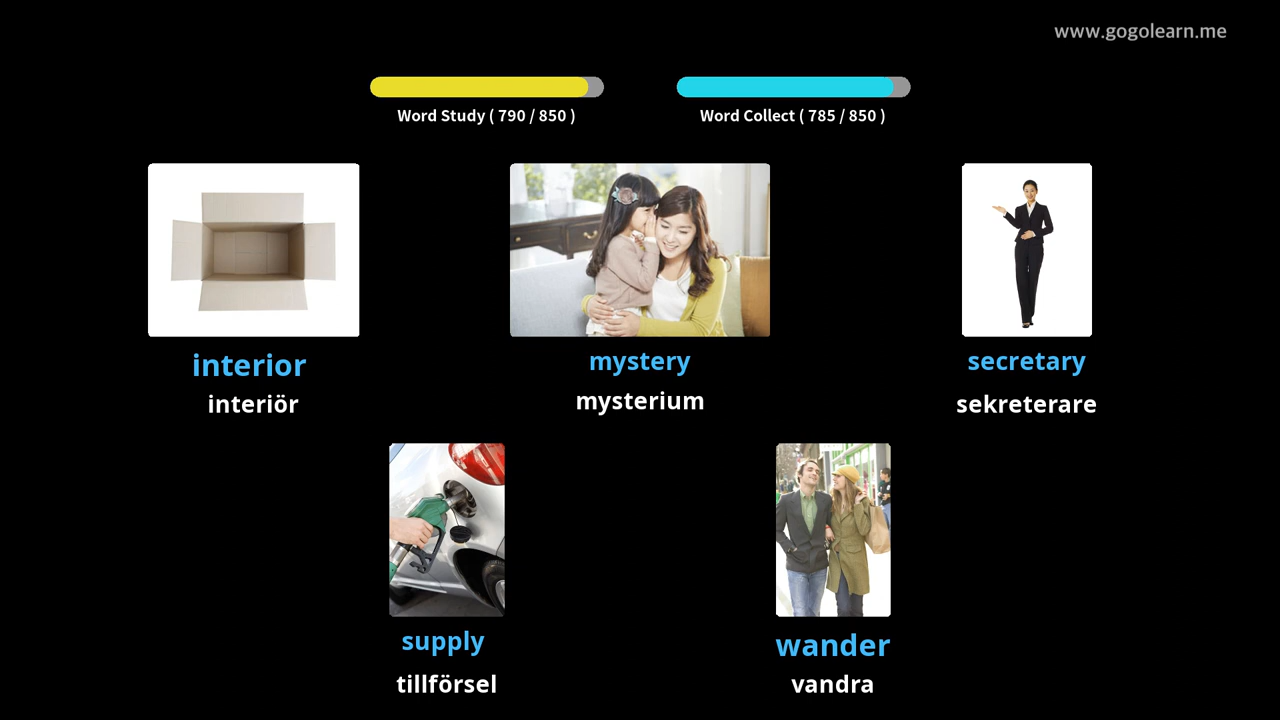 www.gogolearn.me
Word Study ( 790 / 850 )
Word Collect ( 785 / 850 )
interior
interiör
mystery
mysterium
secretary
sekreterare
supply
tillförsel
wander
vandra